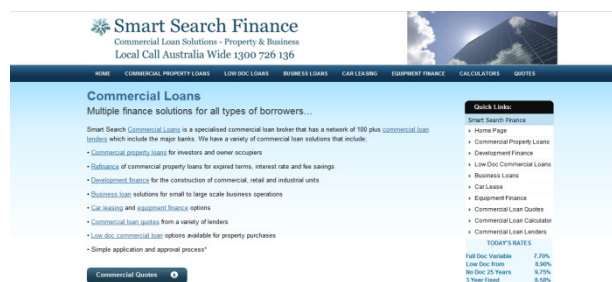 Smart Search Finance
Commercial Loan Solutions - Property & Business
Local Call Australia Wide 1300 726 136
HOME COMMERCIAL PROPERTY LOANS LOW DOC LOANS BUSINESS LOANS CAR LEASING EQUIPMENT FINANCE CALCULATORS QUOTES
Commercial Loans
Multiple finance solutions for all types of borrowers...
Smart Search Commercial Loans is a specialised commercial loan broker that has a network of 100 plus commercial loan
lenders which include the major banks. We have a variety of commercial loan solutions that include;
• Commercial property loans for investors and owner occupiers
• Refinance of commercial property loans for expired terms, interest rate and fee savings
• Development finance for the construction of commercial, retail and industrial units
• Business loan solutions for small to large scale business operations
• Car leasing and equipment finance options
• Commercial loan quotes from a variety of lenders
• Low doc commercial loan options available for property purchases
• Simple application and approval process*
Commercial Quotes
Quick Links:
Smart Search Finance
Home Page
Commercial Property Loans
Development Finance
Low Doc Commercial Loans
Business Loans
Car Lease
Equipment Finance
Commercial Loan Quotes
Commercial Loan Calculator
Commercial Loan Lenders
TODAY'S RATES
Full Doc Variable 7.70%
Low Doc from 8.90%
No Doc 25 Years 9.75%
3 Year Fixed 8.58%